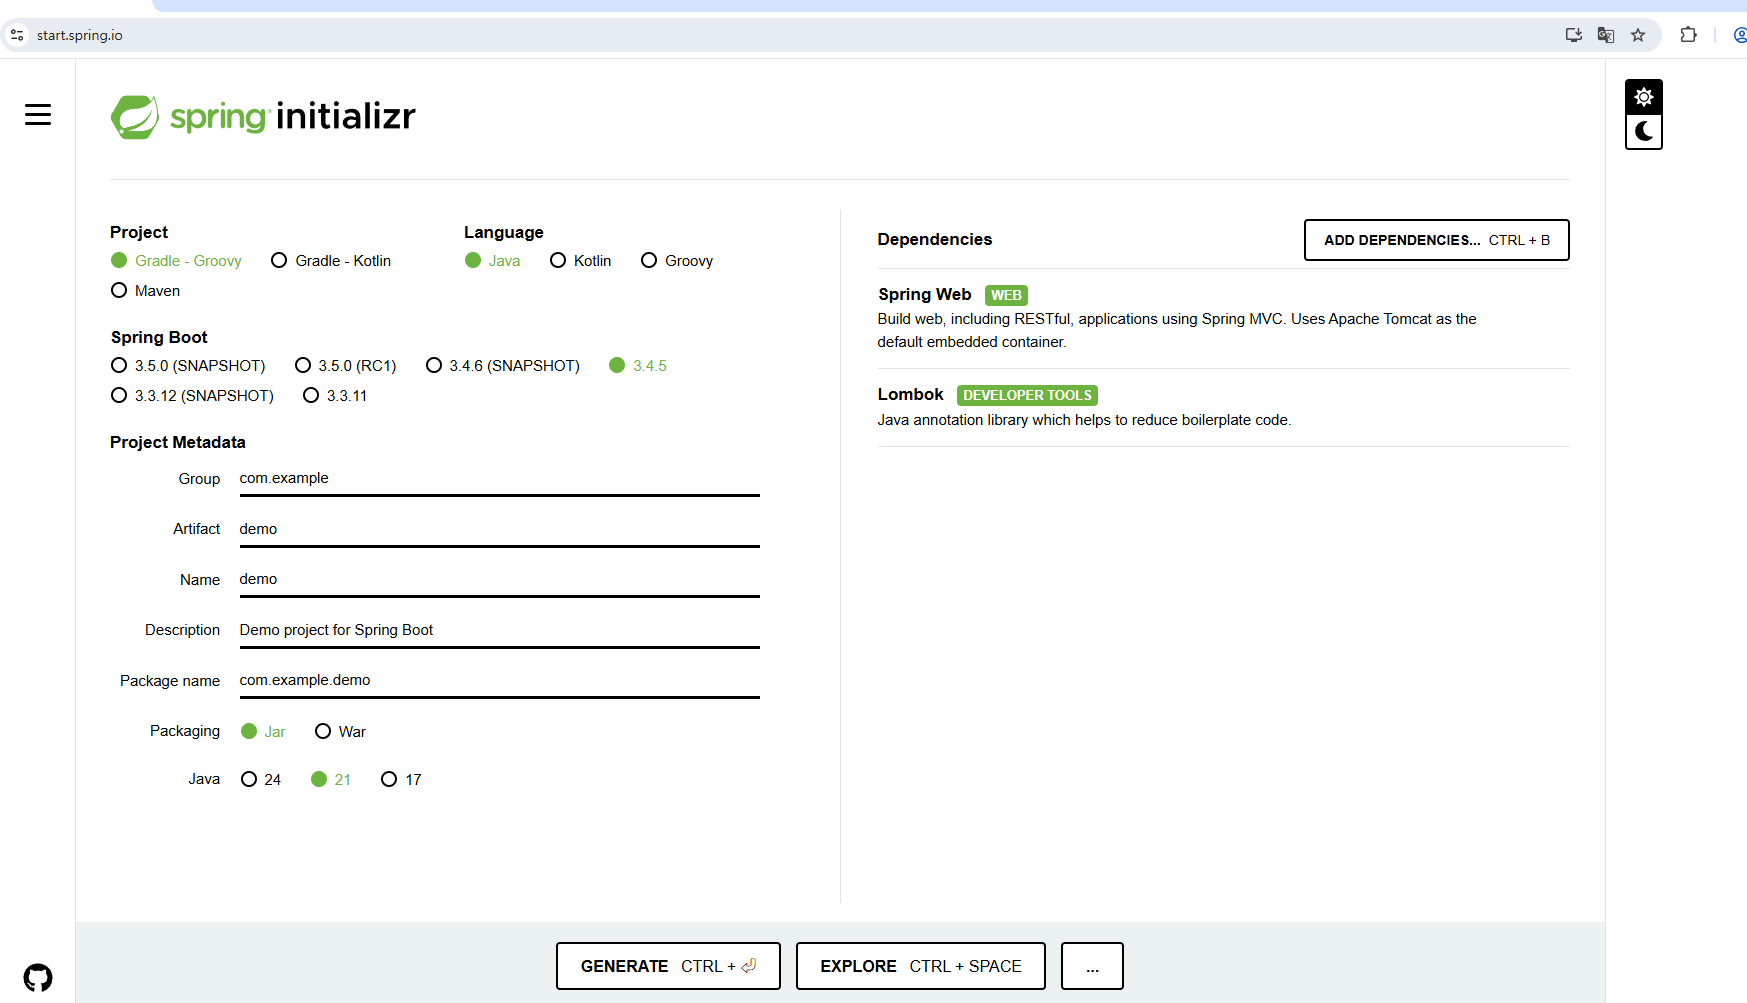 start.spring.io
spring initializr
Project
Gradle - Groovy Gradle - Kotlin
Maven
Language
Java Kotlin Groovy
Spring Boot
3.5.0 (SNAPSHOT) 3.5.0 (RC1) 3.4.6 (SNAPSHOT) 3.4.5
3.3.12 (SNAPSHOT) 3.3.11
Project Metadata
Group com.example
Artifact demo
Name demo
Description Demo project for Spring Boot
Package name com.example.demo
Packaging Jar War
Java 24 21 17
Dependencies
ADD DEPENDENCIES... CTRL + B
Spring Web WEB
Build web, including RESTful, applications using Spring MVC. Uses Apache Tomcat as the
default embedded container.
Lombok DEVELOPER TOOLS
Java annotation library which helps to reduce boilerplate code.
GENERATE CTRL + ⏎
EXPLORE CTRL + SPACE
...